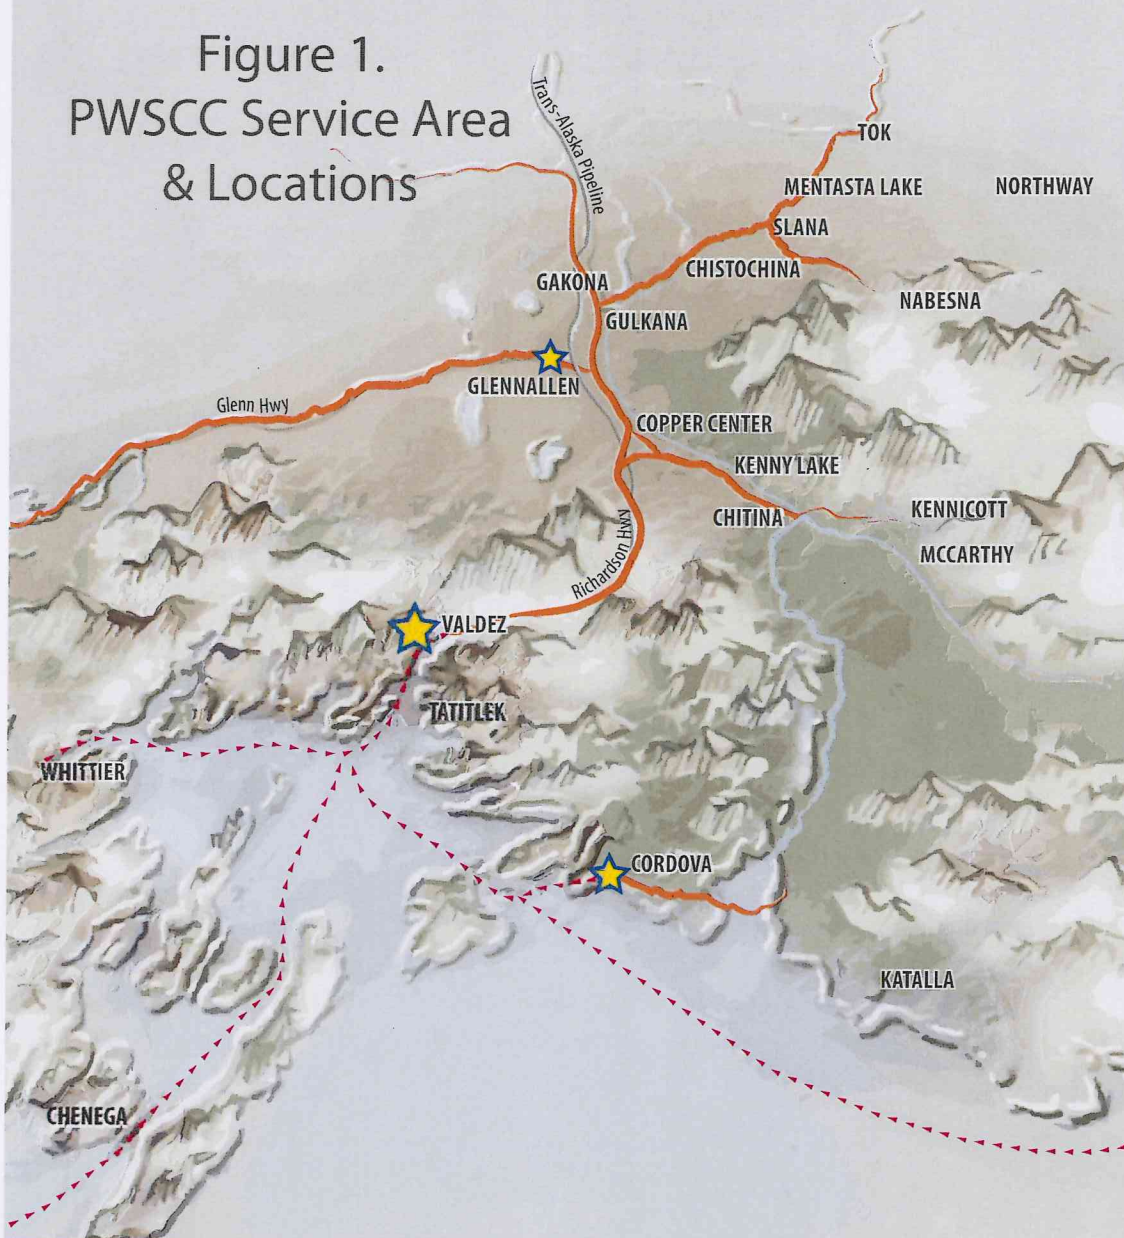 Figure 1.
PWSCC Service Area
& Locations
Trans-Alaska Pipeline
TOK
MENTASTA LAKE
NORTHWAY
SLANA
CHISTOCHINA
GAKONA
NABESNA
GULKANA
GLENNALLEN
Glenn Hwy
COPPER CENTER
KENNY LAKE
KENNICOTT
CHITINA
MCCARTHY
Richardson Hwy
VALDEZ
TATITLEK
WHITTIER
CORDOVA
KATALLA
CHENEGA